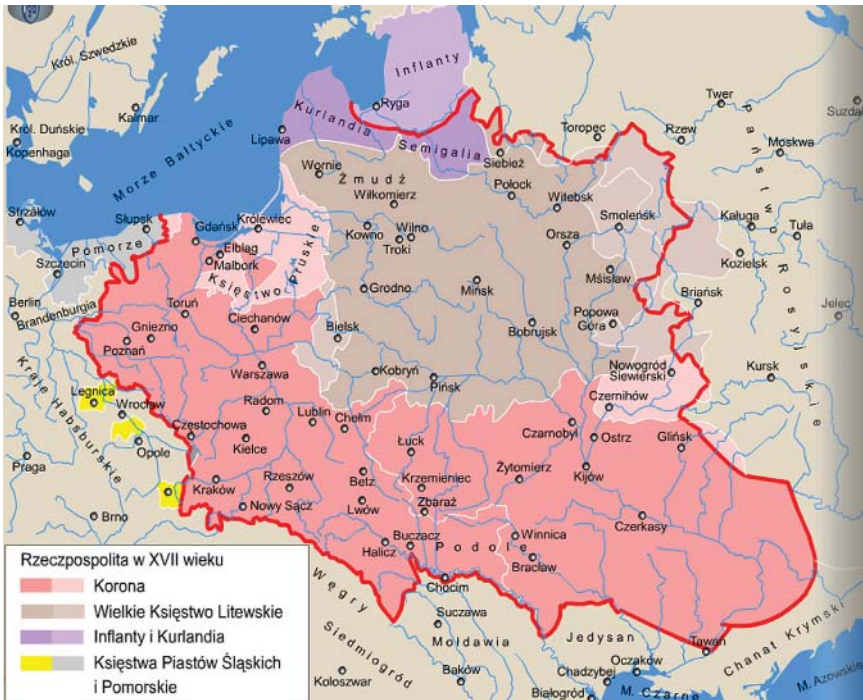 Król. Szwedzkie
Kalmar
Król. Duńskie
Kopenhaga
Morze Bałtyckie
Inflanty
Ryga
Kurlandia
Lipawa
Semigalia
Siebież
Toropec
Rzew
Twer
Suzdal
Moskwa
Państwo Rosyjskie
Wornie
Żmudź
Wiłkomierz
Połock
Witebsk
Smoleńsk
Kaługa
Tuła
Kozielsk
Strzałów
Słupsk
Gdańsk
Królewiec
Kowno
Wilno
Troki
Orsza
Pomorze
Szczecin
Elbląg
Malbork
Księstwo Pruskie
Grodno
Mińsk
Mśisław
Briańsk
Jelec
Berlin
Brandenburgia
Toruń
Ciechanów
Bielsk
Bobrujsk
Popowa
Góra
Gniezno
Poznań
Warszawa
Kobryń
Pińsk
Nowogród
Siewierski
Kursk
Kraje Habsburskie
Legnica
Wrocław
Radom
Lublin
Chełm
Czernihów
Częstochowa
Opole
Kielce
Łuck
Czarnobyl
Ostrz
Glińsk
Praga
Kraków
Rzeszów
Betz
Krzemieniec
Żytomierz
Kijów
Brno
Nowy Sącz
Lwów
Zbaraż
Czerkasy
Halicz
Buczacz
Podole
Winnica
Bracław
Węgry
Chocim
Suczawa
Mołdawia
Jedysan
Tawań
Siedmiogród
Koloszwar
Baków
Chadzybej
Oczaków
Białogród
M. Czarne
Chanat Krymski
M. Azowskie
Rzeczpospolita w XVII wieku
Korona
Wielkie Księstwo Litewskie
Inflanty i Kurlandia
Księstwa Piastów Śląskich
i Pomorskie